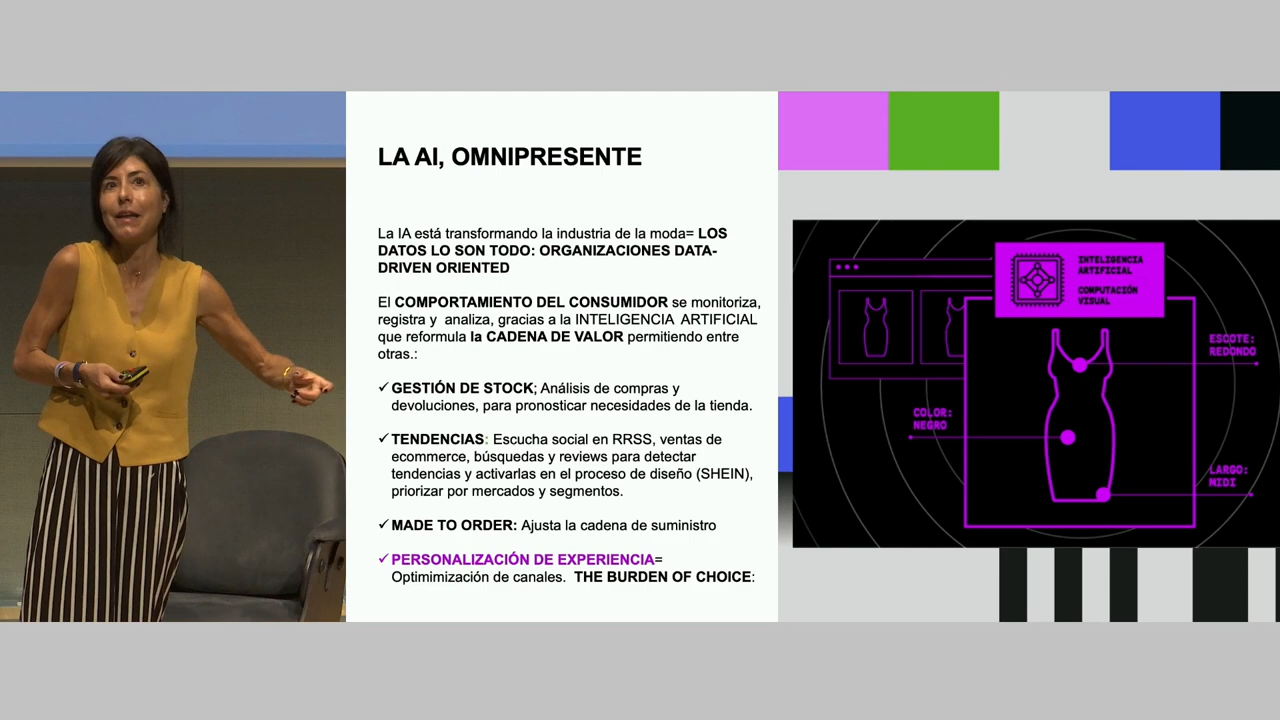 LA AI, OMNIPRESENTE
La IA está transformando la industria de la moda= LOS
DATOS LO SON TODO: ORGANIZACIONES DATA-
DRIVEN ORIENTED
El COMPORTAMIENTO DEL CONSUMIDOR se monitoriza,
registra y analiza, gracias a la INTELIGENCIA ARTIFICIAL
que reformula la CADENA DE VALOR permitiendo entre
otras.:
✓ GESTIÓN DE STOCK; Análisis de compras y
devoluciones, para pronosticar necesidades de la tienda.
✓ TENDENCIAS: Escucha social en RRSS, ventas de
ecommerce, búsquedas y reviews para detectar
tendencias y activarlas en el proceso de diseño (SHEIN),
priorizar por mercados y segmentos.
✓ MADE TO ORDER: Ajusta la cadena de suministro
✓ PERSONALIZACIÓN DE EXPERIENCIA=
Optimimización de canales. THE BURDEN OF CHOICE:
INTELIGENCIA
ARTIFICIAL
COMPUTACIÓN
VISUAL
ESCOTE:
REDONDO
COLOR:
NEGRO
LARGO:
MIDI